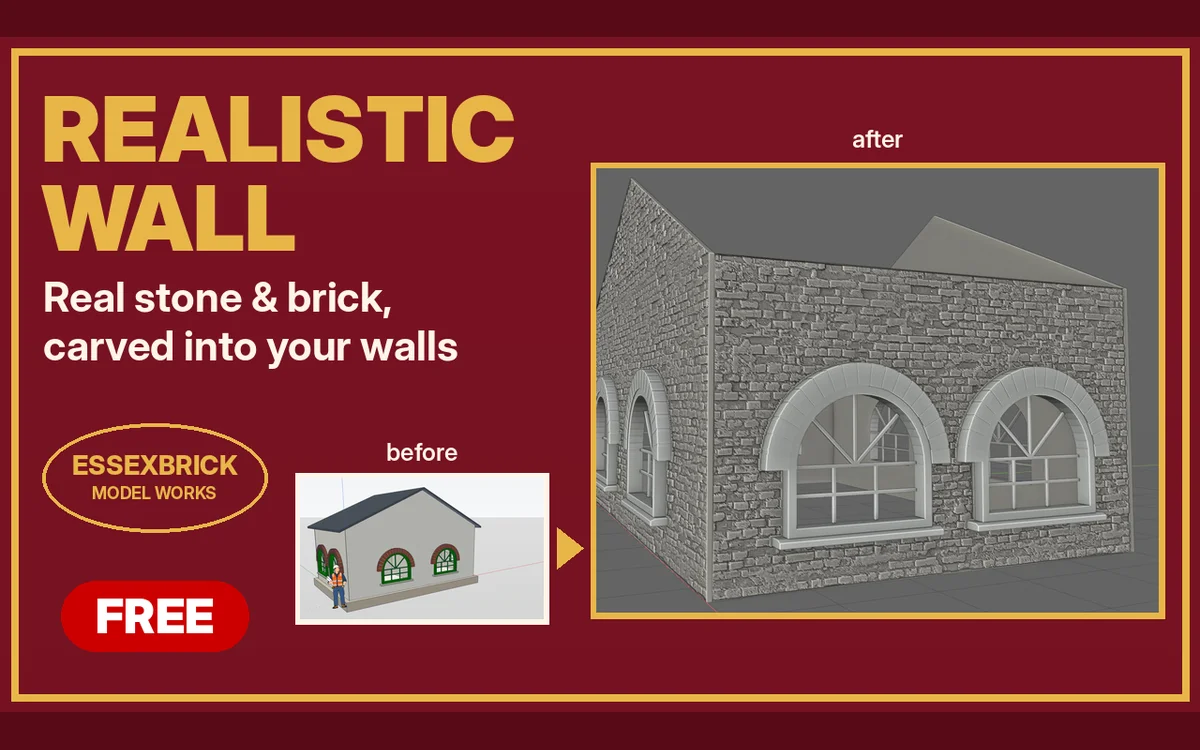 REALISTIC
WALL
Real stone & brick,
carved into your walls
ESSEXBRICK
MODEL WORKS
FREE
before
after